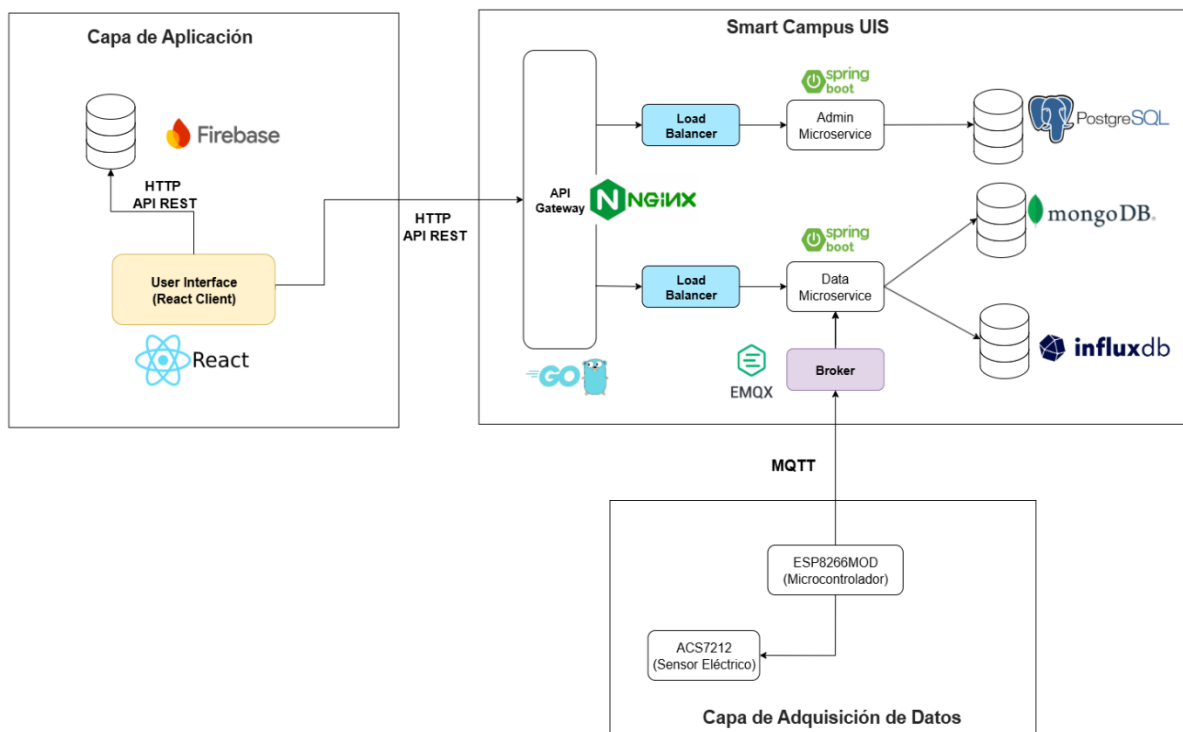 Capa de Aplicación
Firebase
HTTP
API REST
User Interface
(React Client)
React
HTTP
API REST
Smart Campus UIS
API
Gateway
NGINX
GO
Load
Balancer
spring
boot
Admin
Microservice
PostgreSQL
Load
Balancer
spring
boot
Data
Microservice
mongoDB®
influxdb
EMQX
Broker
MQTT
ESP8266MOD
(Microcontrolador)
ACS7212
(Sensor Eléctrico)
Capa de Adquisición de Datos